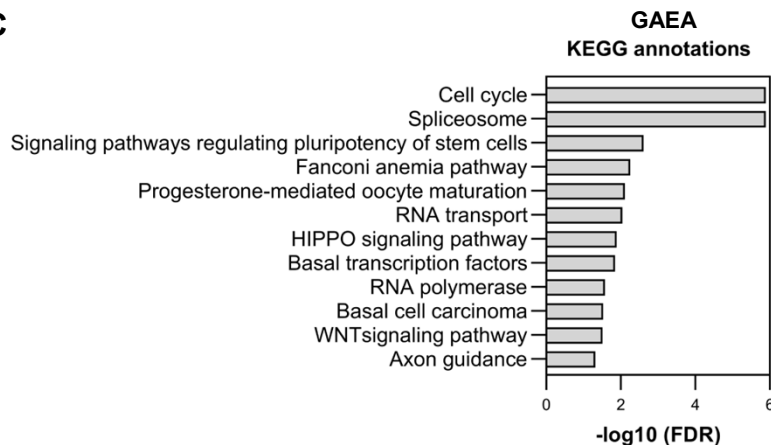 C
GAEA
KEGG annotations
Cell cycle
Spliceosome
Signaling pathways regulating pluripotency of stem cells
Fanconi anemia pathway
Progesterone-mediated oocyte maturation
RNA transport
HIPPO signaling pathway
Basal transcription factors
RNA polymerase
Basal cell carcinoma
WNTsignaling pathway
Axon guidance
0 2 4 6
-log10 (FDR)